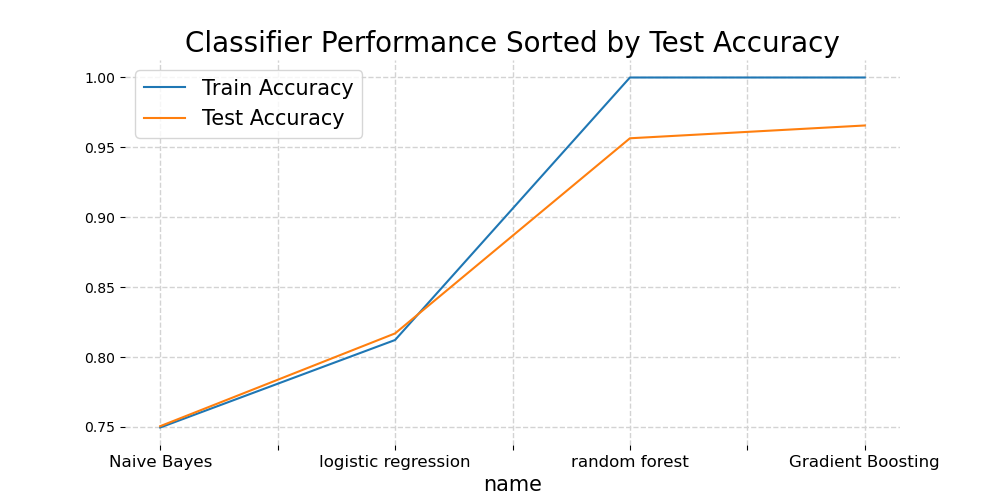 Classifier Performance Sorted by Test Accuracy
Train Accuracy
Test Accuracy
1.00
0.95
0.90
0.85
0.80
0.75
Naive Bayes
logistic regression
random forest
Gradient Boosting
name